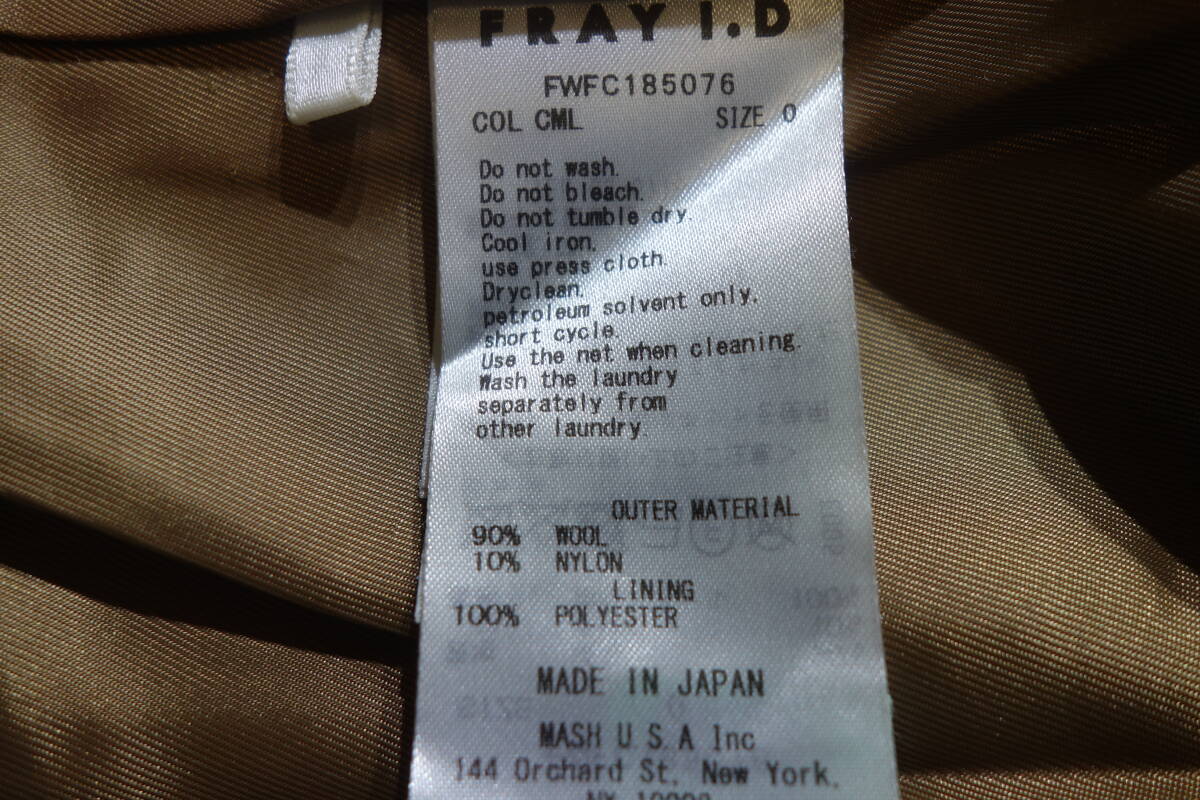 FRAY I.D
FWFC185076
COL CML SIZE 0
Do not wash.
Do not bleach.
Do not tumble dry.
Cool iron.
use press cloth.
Dryclean.
petroleum solvent only.
short cycle.
Use the net when cleaning.
Wash the laundry
separately from
other laundry.
OUTER MATERIAL
90% WOOL
10% NYLON
LINING
100% POLYESTER
MADE IN JAPAN
MASH U.S.A Inc
144 Orchard St, New York.